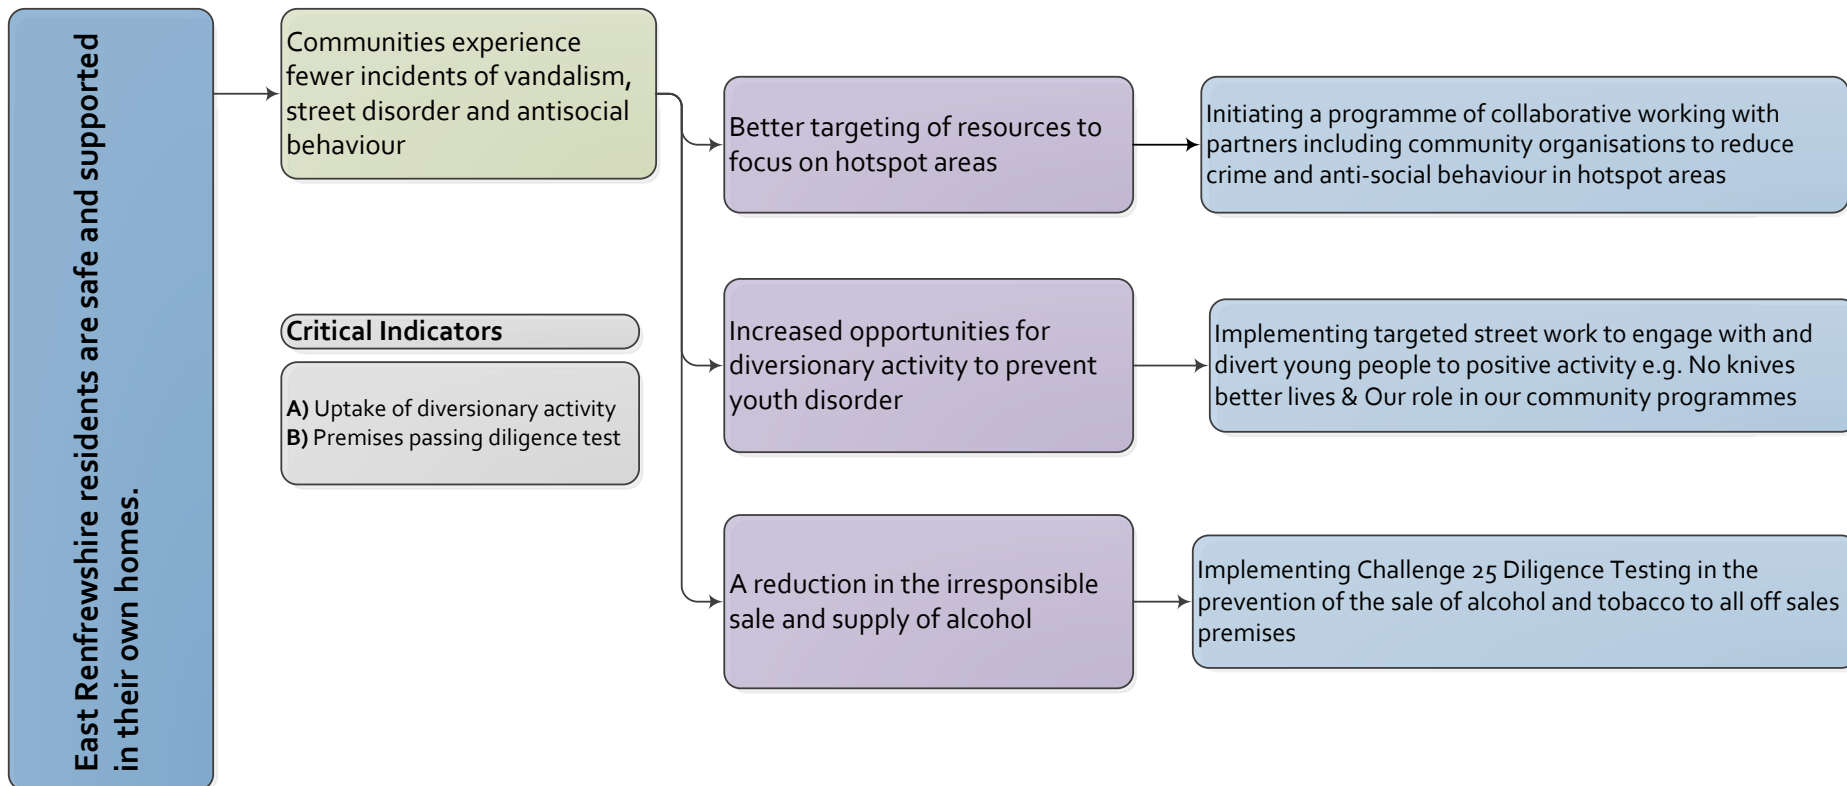 East Renfrewshire residents are safe and supported
in their own homes.
Communities experience
fewer incidents of vandalism,
street disorder and antisocial
behaviour
Critical Indicators
A) Uptake of diversionary activity
B) Premises passing diligence test
Better targeting of resources to
focus on hotspot areas
Initiating a programme of collaborative working with
partners including community organisations to reduce
crime and anti-social behaviour in hotspot areas
Increased opportunities for
diversionary activity to prevent
youth disorder
Implementing targeted street work to engage with and
divert young people to positive activity e.g. No knives
better lives & Our role in our community programmes
A reduction in the irresponsible
sale and supply of alcohol
Implementing Challenge 25 Diligence Testing in the
prevention of the sale of alcohol and tobacco to all off sales
premises